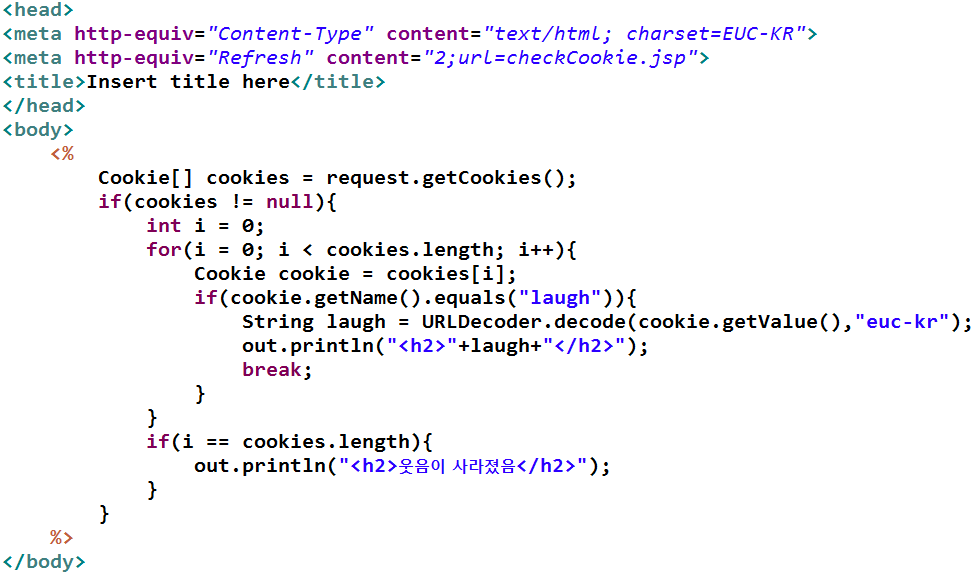 <head>
<meta http-equiv="Content-Type" content="text/html; charset=EUC-KR">
<meta http-equiv="Refresh" content="2;url=checkCookie.jsp">
<title>Insert title here</title>
</head>
<body>
    <%
        Cookie[] cookies = request.getCookies();
        if(cookies != null){
            int i = 0;
            for(i = 0; i < cookies.length; i++){
                Cookie cookie = cookies[i];
                if(cookie.getName().equals("laugh")){
                    String laugh = URLDecoder.decode(cookie.getValue(),"euc-kr");
                    out.println("<h2>"+laugh+"</h2>");
                    break;
                }
            }
            if(i == cookies.length){
                out.println("<h2>웃음이 사라졌음</h2>");
            }
        }
    %>
</body>